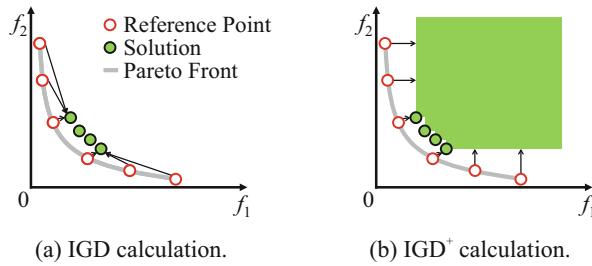 f₂
Reference Point
Solution
Pareto Front
0
f₁
(a) IGD calculation.
f₂
0
f₁
(b) IGD⁺ calculation.